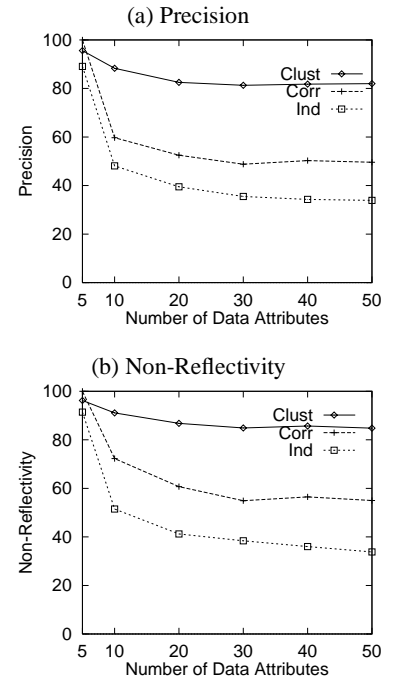 (a) Precision
100
80
60
40
20
0
Precision
Clust
Corr
Ind
5 10 20 30 40 50
Number of Data Attributes
(b) Non-Reflectivity
100
80
60
40
20
0
Non-Reflectivity
Clust
Corr
Ind
5 10 20 30 40 50
Number of Data Attributes